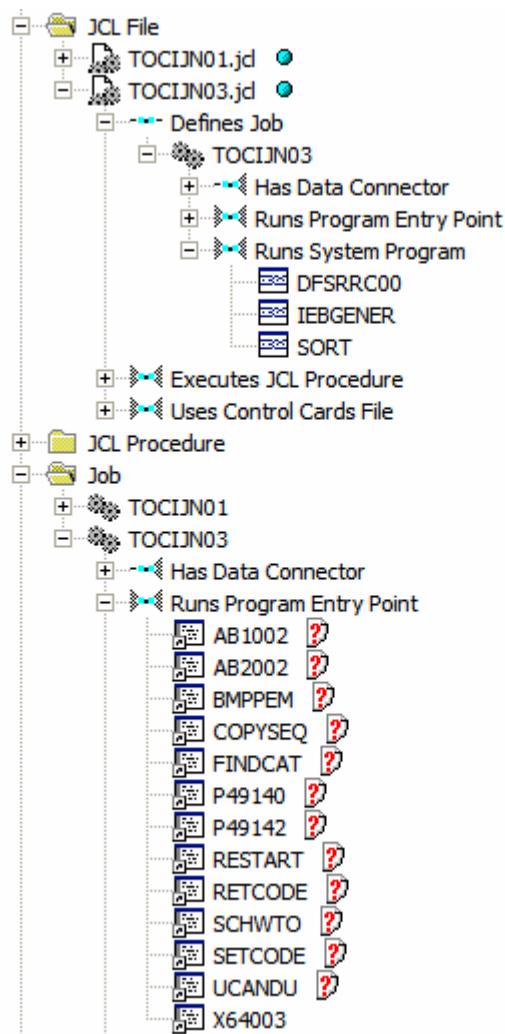 JCL File
TOCIJN01.jcl
TOCIJN03.jcl
Defines Job
TOCIJN03
Has Data Connector
Runs Program Entry Point
Runs System Program
DFSRRC00
IEBGENER
SORT
Executes JCL Procedure
Uses Control Cards File
JCL Procedure
Job
TOCIJN01
TOCIJN03
Has Data Connector
Runs Program Entry Point
AB1002
AB2002
BMPPEM
COPYSEQ
FINDCAT
P49140
P49142
RESTART
RETCODE
SCHWTO
SETCODE
UCANDU
X64003